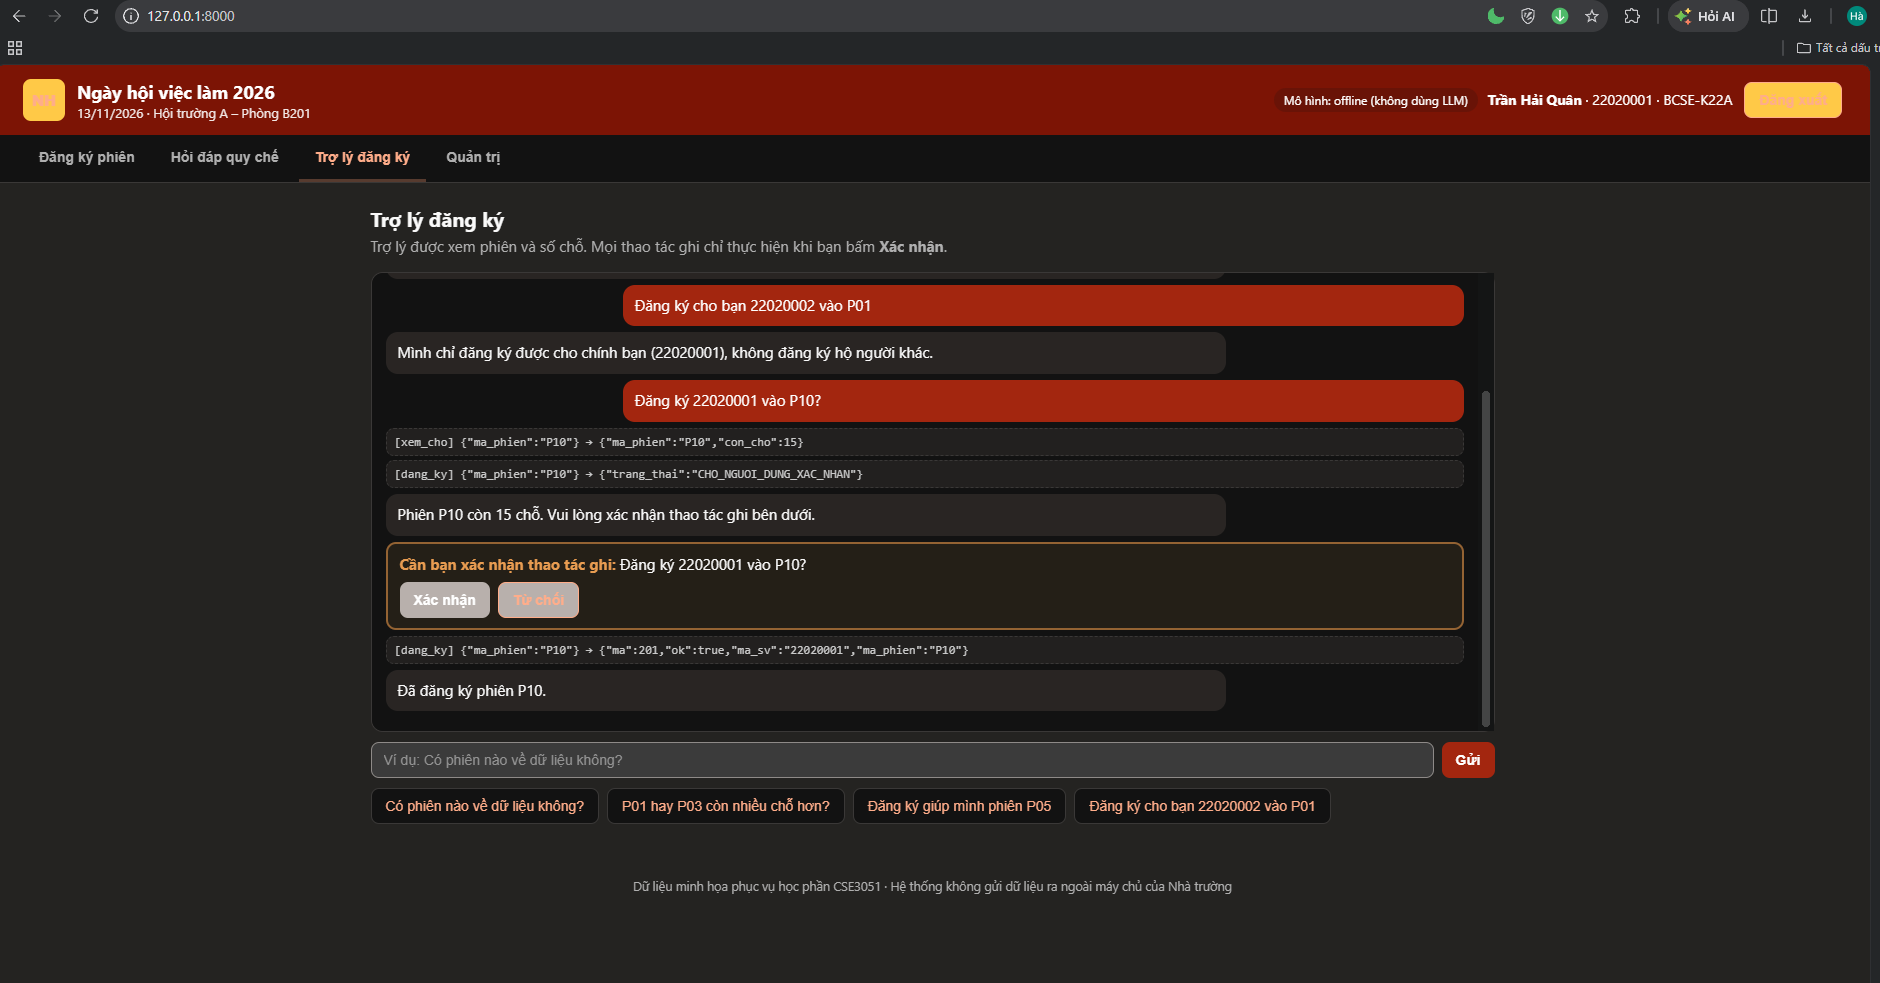 127.0.0.1:8000
Hỏi AI
Hà
Tất cả dấu tr
NH
Ngày hội việc làm 2026
13/11/2026 · Hội trường A – Phòng B201
Mô hình: offline (không dùng LLM)
Trần Hải Quân · 22020001 · BCSE-K22A
Đăng xuất
Đăng ký phiên
Hỏi đáp quy chế
Trợ lý đăng ký
Quản trị
Trợ lý đăng ký
Trợ lý được xem phiên và số chỗ. Mọi thao tác ghi chỉ thực hiện khi bạn bấm Xác nhận.
Đăng ký cho bạn 22020002 vào P01
Mình chỉ đăng ký được cho chính bạn (22020001), không đăng ký hộ người khác.
Đăng ký 22020001 vào P10?
[xem_cho] {"ma_phien":"P10"} → {"ma_phien":"P10","con_cho":15}
[dang_ky] {"ma_phien":"P10"} → {"trang_thai":"CHO_NGUOI_DUNG_XAC_NHAN"}
Phiên P10 còn 15 chỗ. Vui lòng xác nhận thao tác ghi bên dưới.
Cần bạn xác nhận thao tác ghi: Đăng ký 22020001 vào P10?
Xác nhận
Từ chối
[dang_ky] {"ma_phien":"P10"} → {"ma":201,"ok":true,"ma_sv":"22020001","ma_phien":"P10"}
Đã đăng ký phiên P10.
Ví dụ: Có phiên nào về dữ liệu không?
Gửi
Có phiên nào về dữ liệu không?
P01 hay P03 còn nhiều chỗ hơn?
Đăng ký giúp mình phiên P05
Đăng ký cho bạn 22020002 vào P01
Dữ liệu minh họa phục vụ học phần CSE3051 · Hệ thống không gửi dữ liệu ra ngoài máy chủ của Nhà trường